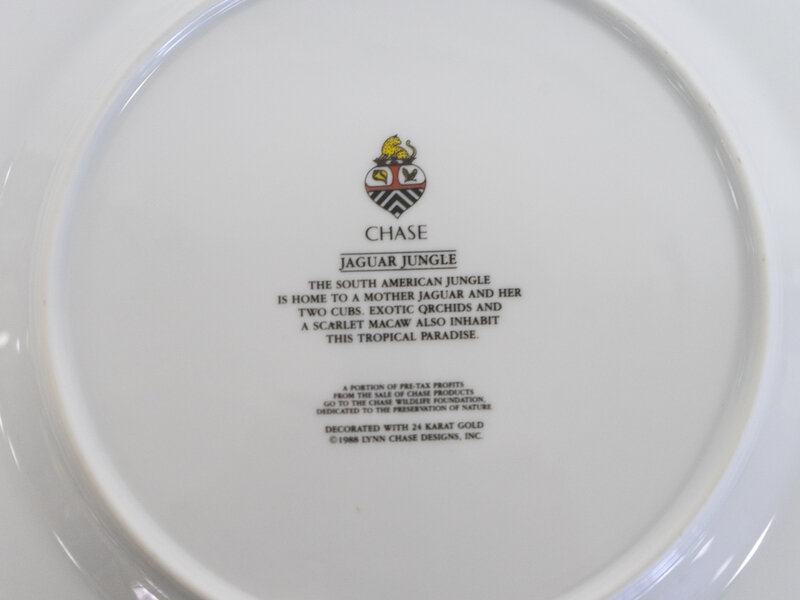 CHASE
JAGUAR JUNGLE
THE SOUTH AMERICAN JUNGLE
IS HOME TO A MOTHER JAGUAR AND HER
TWO CUBS. EXOTIC ORCHIDS AND
A SCARLET MACAW ALSO INHABIT
THIS TROPICAL PARADISE.
A PORTION OF PRE-TAX PROFITS
FROM THE SALE OF CHASE PRODUCTS
GO TO THE CHASE WILDLIFE FOUNDATION,
DEDICATED TO THE PRESERVATION OF NATURE
DECORATED WITH 24 KARAT GOLD
©1988 LYNN CHASE DESIGNS, INC.